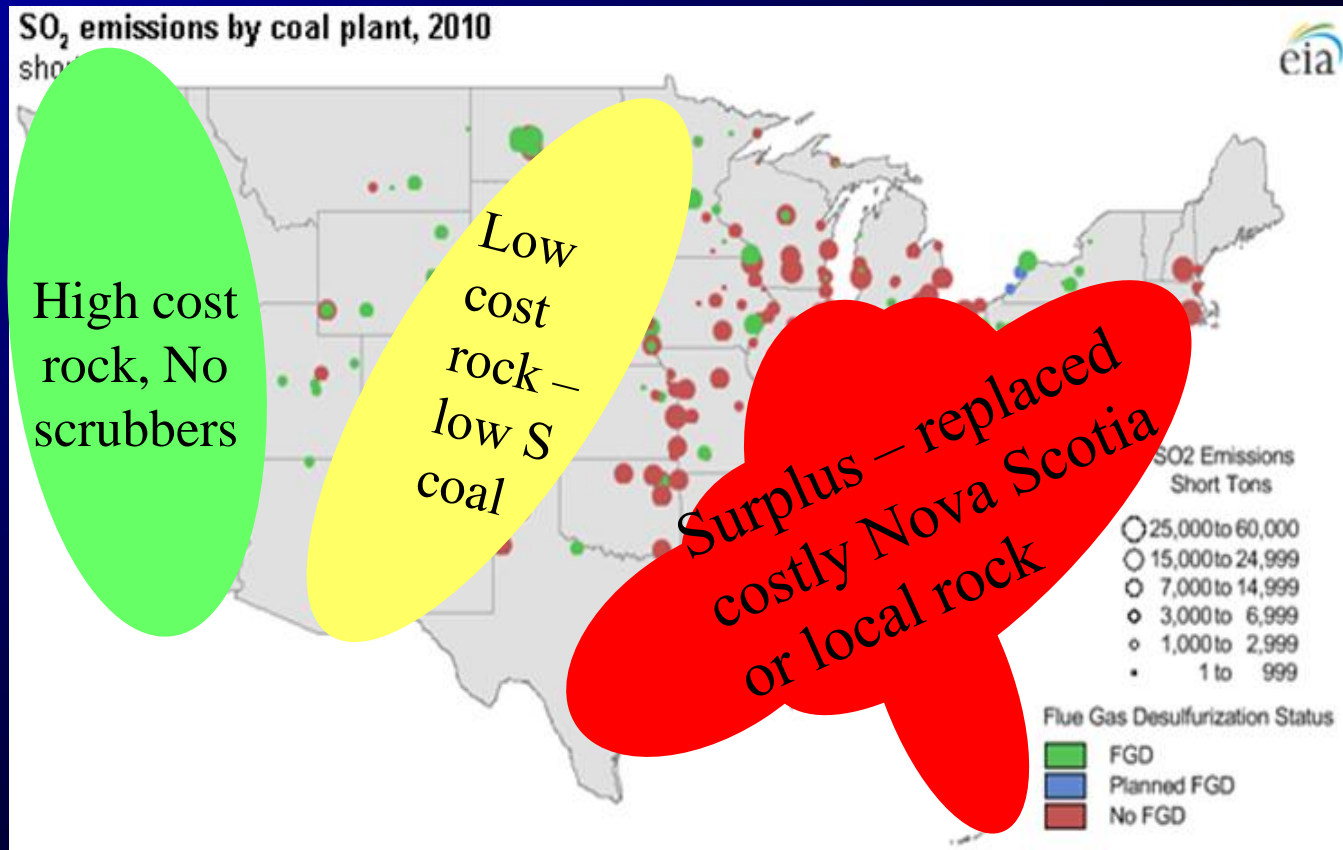 SO₂ emissions by coal plant, 2010
eia
High cost
rock, No
scrubbers
Low
cost
rock –
low S
coal
Surplus – replaced
costly Nova Scotia
or local rock
SO2 Emissions
Short Tons
25,000 to 60,000
15,000 to 24,999
7,000 to 14,999
3,000 to 6,999
1,000 to 2,999
1 to 999
Flue Gas Desulfurization Status
FGD
Planned FGD
No FGD